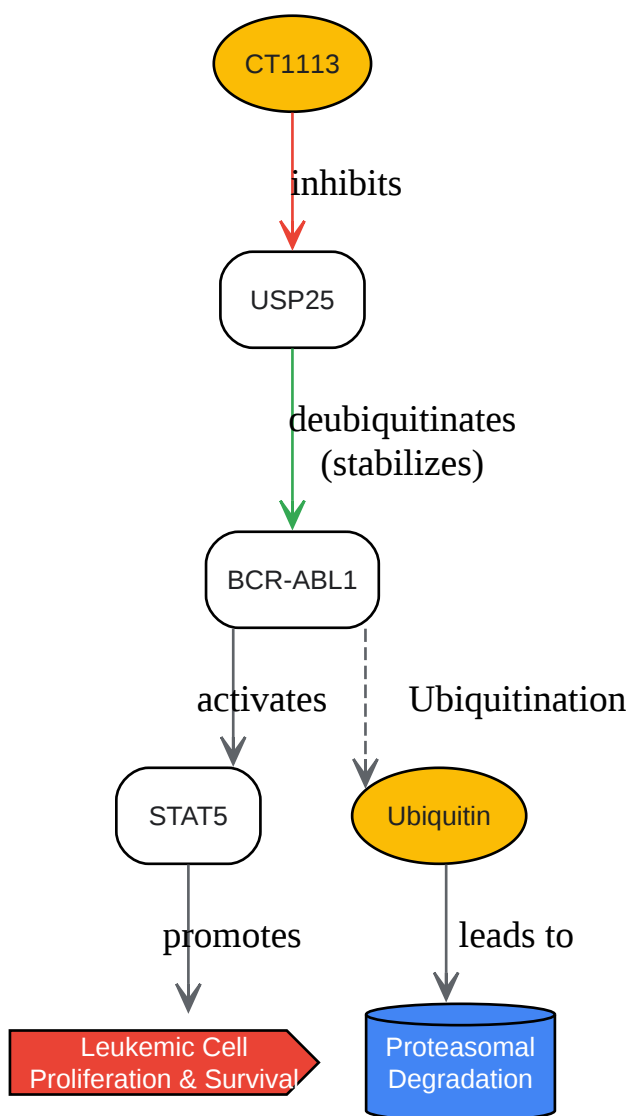 CT1113
inhibits
USP25
deubiquitinates
(stabilizes)
BCR-ABL1
activates
Ubiquitination
STAT5
Ubiquitin
promotes
leads to
Leukemic Cell
Proliferation & Survival
Proteasomal
Degradation